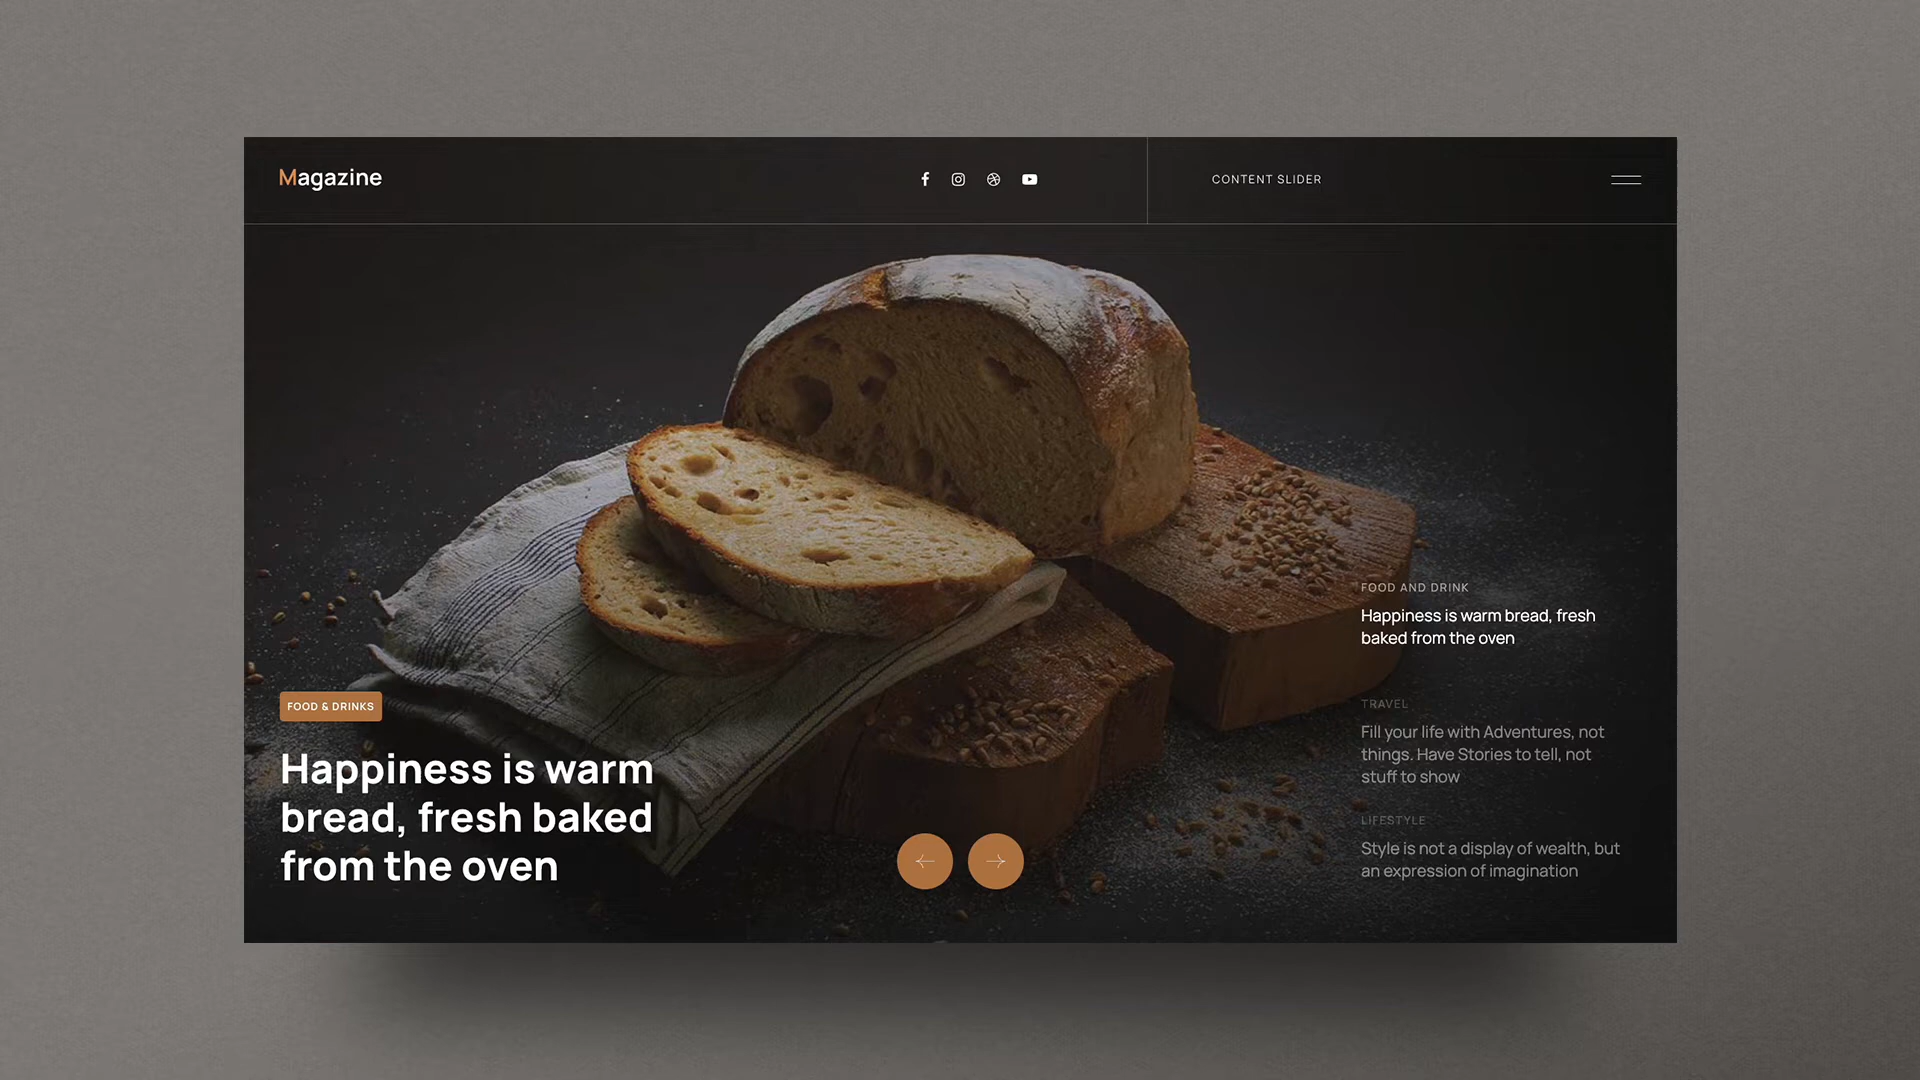 Magazine
CONTENT SLIDER
FOOD & DRINKS
Happiness is warm
bread, fresh baked
from the oven
FOOD AND DRINK
Happiness is warm bread, fresh
baked from the oven
TRAVEL
Fill your life with Adventures, not
things. Have Stories to tell, not
stuff to show
LIFESTYLE
Style is not a display of wealth, but
an expression of imagination